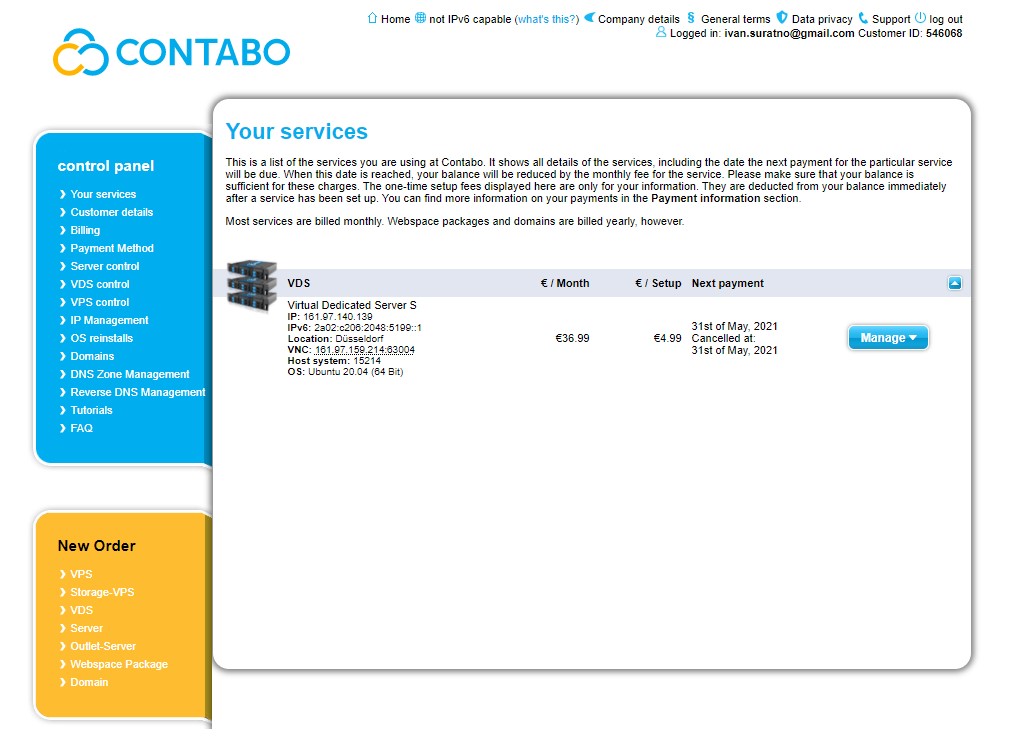 Home not IPv6 capable (what's this?) Company details § General terms Data privacy Support log out
Logged in: ivan.suratno@gmail.com Customer ID: 546068
CONTABO
control panel
Your services
Customer details
Billing
Payment Method
Server control
VDS control
VPS control
IP Management
OS reinstalls
Domains
DNS Zone Management
Reverse DNS Management
Tutorials
FAQ
New Order
VPS
Storage-VPS
VDS
Server
Outlet-Server
Webspace Package
Domain
Your services
This is a list of the services you are using at Contabo. It shows all details of the services, including the date the next payment for the particular service
will be due. When this date is reached, your balance will be reduced by the monthly fee for the service. Please make sure that your balance is
sufficient for these charges. The one-time setup fees displayed here are only for your information. They are deducted from your balance immediately
after a service has been set up. You can find more information on your payments in the Payment information section.
Most services are billed monthly. Webspace packages and domains are billed yearly, however.
VDS € / Month € / Setup Next payment
Virtual Dedicated Server S
IP: 161.97.140.139
IPv6: 2a02:c206:2048:5199::1
Location: Düsseldorf
VNC: 161.97.159.214:63004
Host system: 15214
OS: Ubuntu 20.04 (64 Bit)
€36.99
€4.99
31st of May, 2021
Cancelled at:
31st of May, 2021
Manage